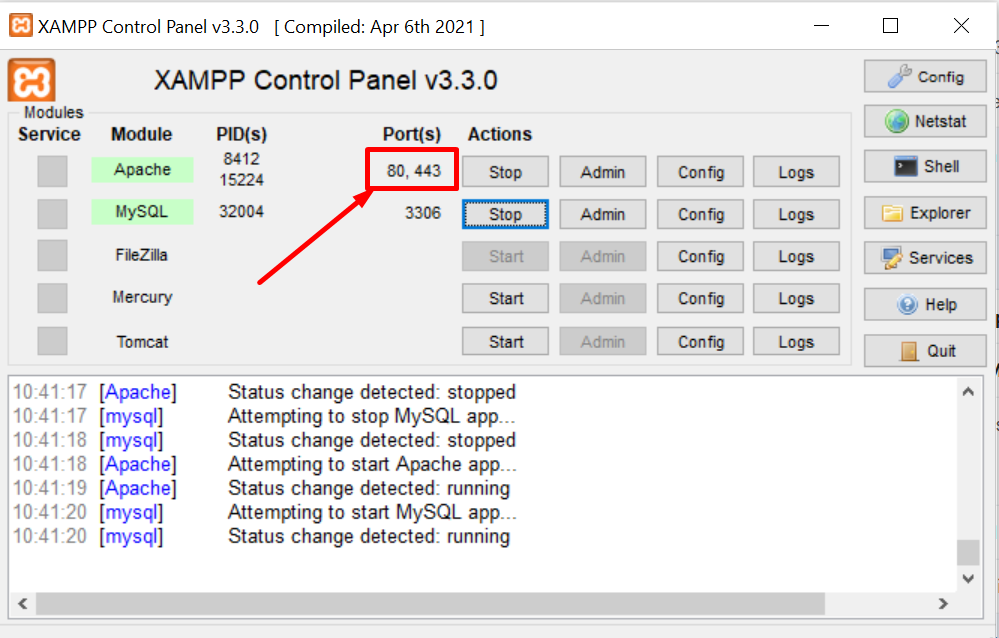 XAMPP Control Panel v3.3.0 [ Compiled: Apr 6th 2021 ]
XAMPP Control Panel v3.3.0
Config
Modules
Service Module PID(s) Port(s) Actions
Netstat
Apache 8412 15224 80, 443 Stop Admin Config Logs
Shell
MySQL 32004 3306 Stop Admin Config Logs
Explorer
FileZilla Start Admin Config Logs
Services
Mercury Start Admin Config Logs
Help
Tomcat Start Admin Config Logs
Quit
10:41:17 [Apache] Status change detected: stopped
10:41:17 [mysql] Attempting to stop MySQL app...
10:41:18 [mysql] Status change detected: stopped
10:41:18 [Apache] Attempting to start Apache app...
10:41:19 [Apache] Status change detected: running
10:41:20 [mysql] Attempting to start MySQL app...
10:41:20 [mysql] Status change detected: running